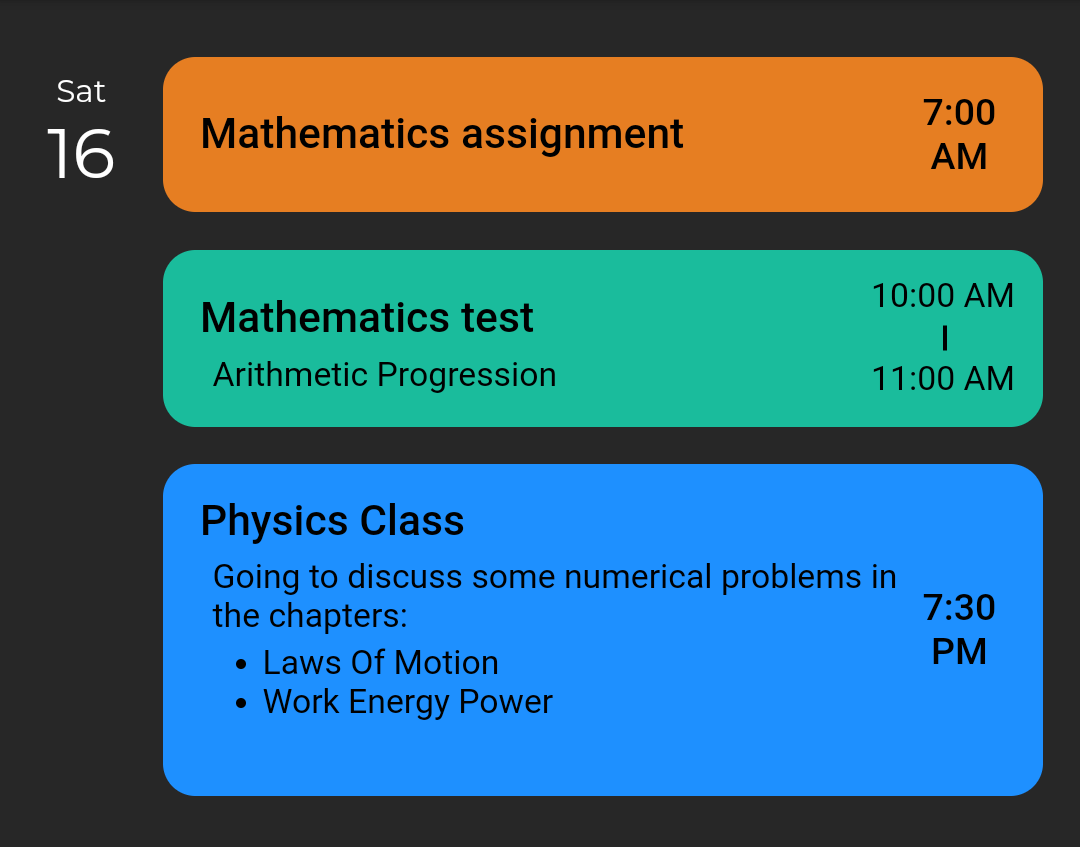 Sat
16
Mathematics assignment
7:00
AM
Mathematics test
Arithmetic Progression
10:00 AM
|
11:00 AM
Physics Class
Going to discuss some numerical problems in
the chapters:
• Laws Of Motion
• Work Energy Power
7:30
PM